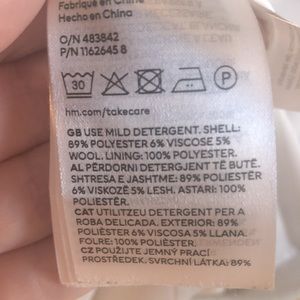 Fabriqué en Chine
Hecho en China
O/N 483842
P/N 1162645 8
30
P
hm.com/takecare
GB USE MILD DETERGENT. SHELL:
89% POLYESTER 6% VISCOSE 5%
WOOL. LINING: 100% POLYESTER.
AL PËRDORNI DETERGJENT TË BUTË.
SHTRESA E JASHTME: 89% POLIESTËR
6% VISKOZË 5% LESH. ASTARI: 100%
POLIESTËR.
CAT UTILITZEU DETERGENT PER A
ROBA DELICADA. EXTERIOR: 89%
POLIÈSTER 6% VISCOSA 5% LLANA.
FOLRE: 100% POLIÈSTER.
CZ POUŽIJTE JEMNÝ PRACÍ
PROSTŘEDEK. SVRCHNÍ LÁTKA: 89%